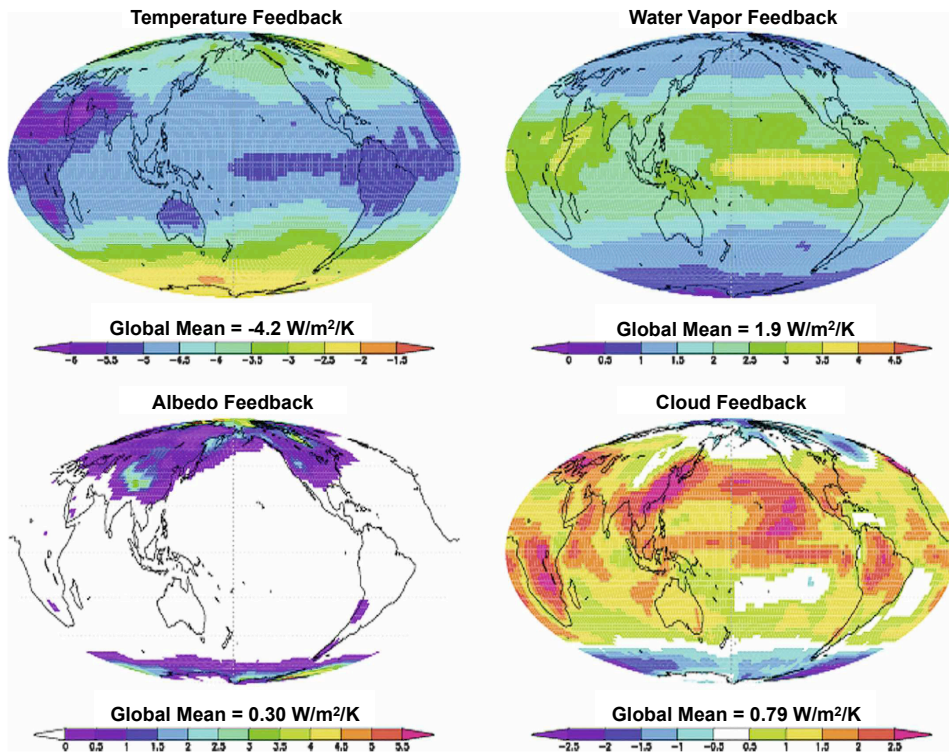 Temperature Feedback
Water Vapor Feedback
Global Mean = -4.2 W/m²/K
-6 -5.5 -5 -4.5 -4 -3.5 -3 -2.5 -2 -1.5
Global Mean = 1.9 W/m²/K
0 0.5 1 1.5 2 2.5 3 3.5 4 4.5
Albedo Feedback
Cloud Feedback
Global Mean = 0.30 W/m²/K
0 0.5 1 1.5 2 2.5 3 3.5 4 4.5 5 5.5
Global Mean = 0.79 W/m²/K
-2.5 -2 -1.5 -1 -0.5 0.5 1 1.5 2 2.5